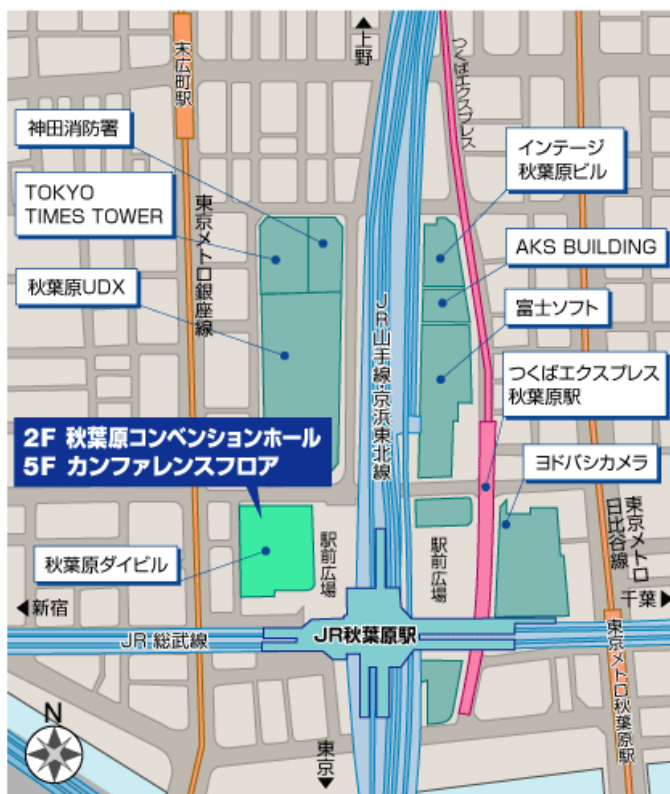 ▲上野
末広町駅
つくばエクスプレス
神田消防署
インテージ
秋葉原ビル
TOKYO
TIMES TOWER
東京メトロ銀座線
AKS BUILDING
秋葉原UDX
JR山手線・京浜東北線
富士ソフト
つくばエクスプレス
秋葉原駅
2F 秋葉原コンベンションホール
5F カンファレンスフロア
ヨドバシカメラ
東京メトロ
日比谷線
秋葉原ダイビル
駅前広場
駅前広場
◀新宿
千葉▶
JR 総武線
JR秋葉原駅
東京メトロ秋葉原駅
N
東京▼